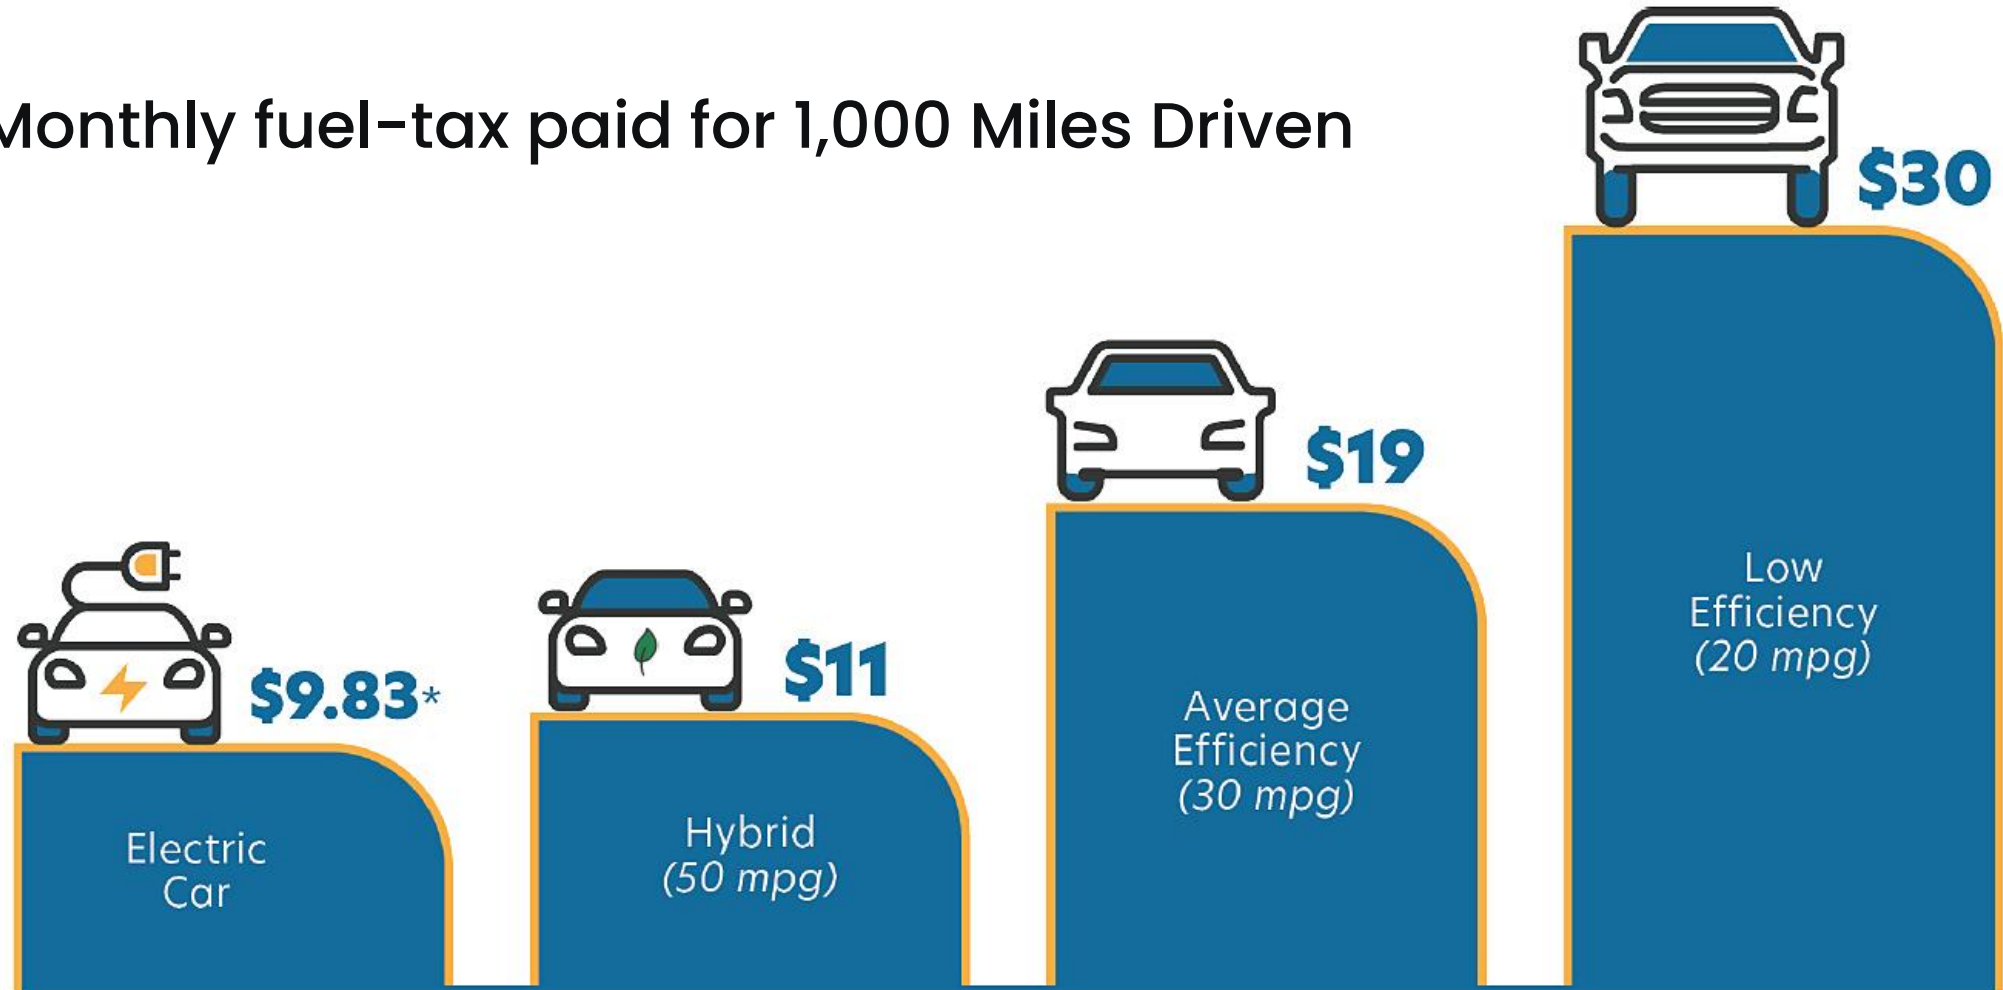 Monthly fuel-tax paid for 1,000 Miles Driven
$30
$19
$9.83*
$11
Electric
Car
Hybrid
(50 mpg)
Average
Efficiency
(30 mpg)
Low
Efficiency
(20 mpg)